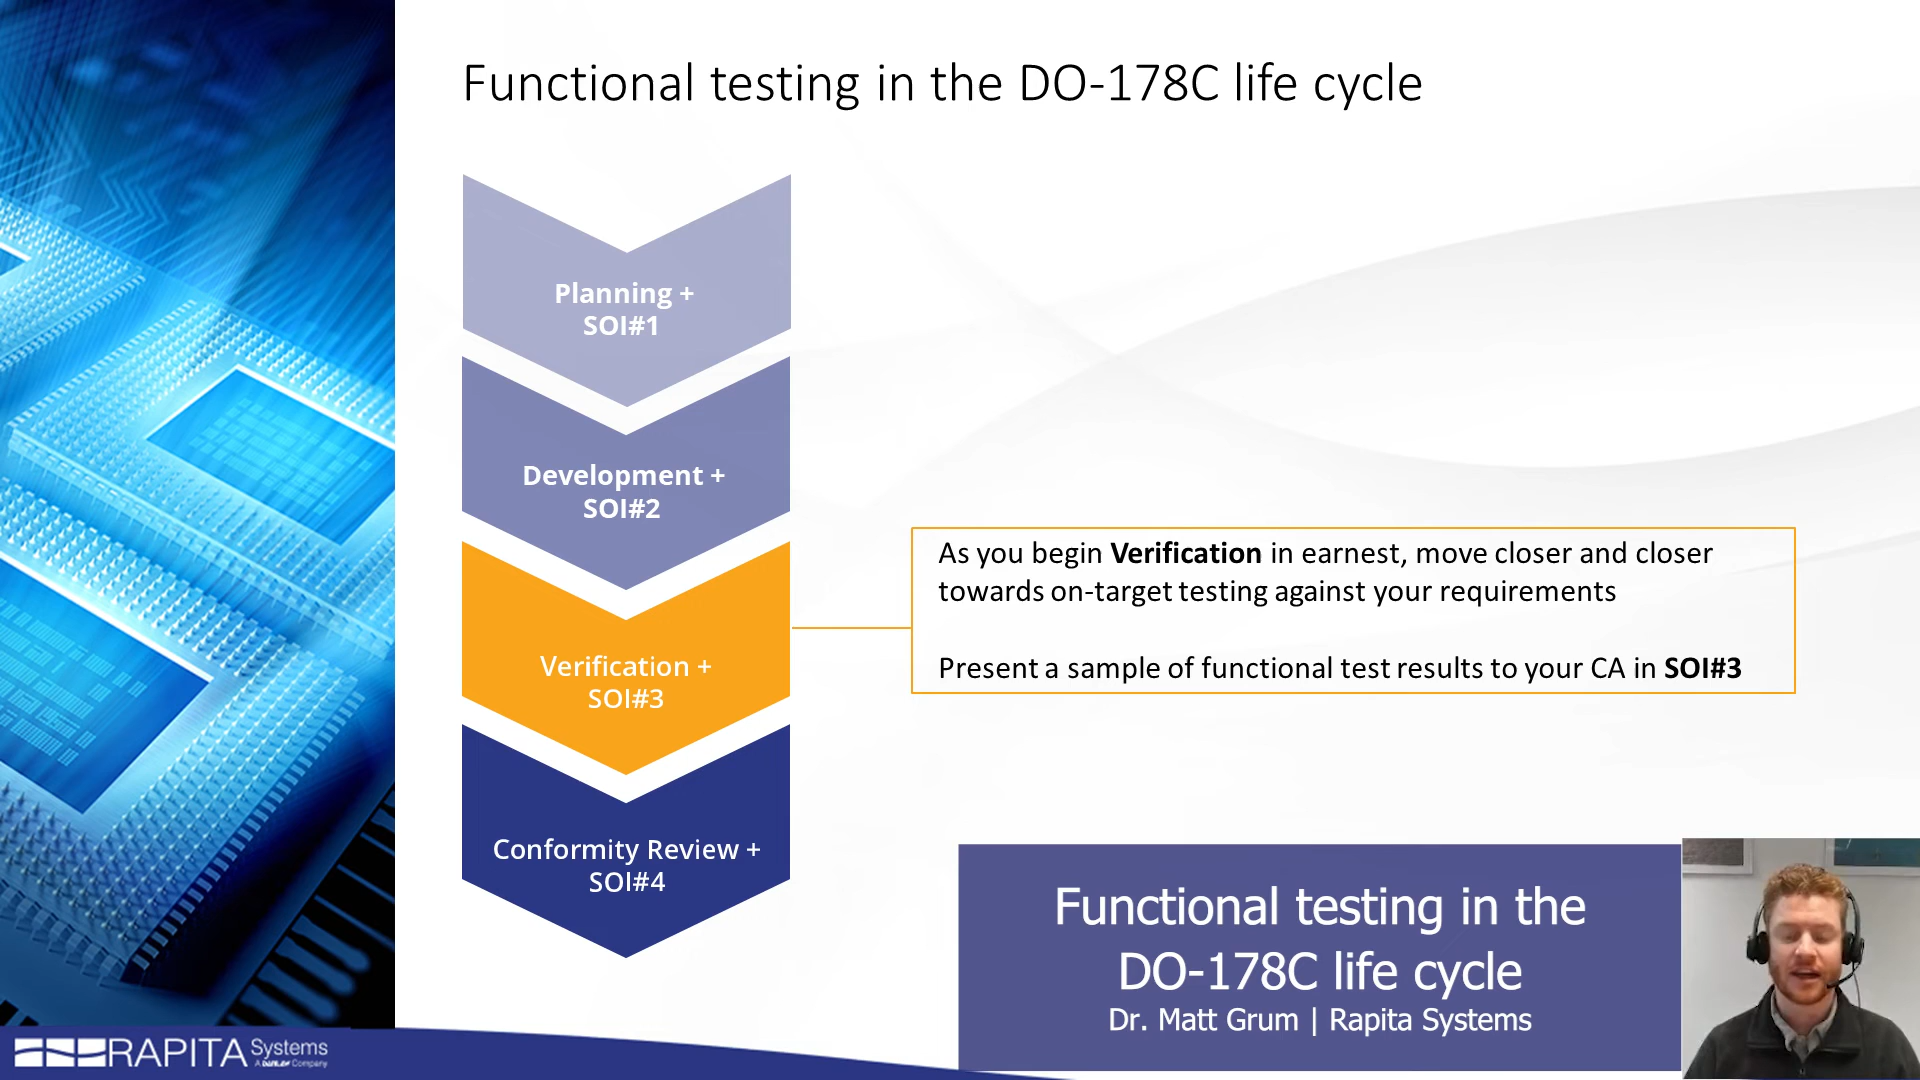 Functional testing in the DO-178C life cycle
Planning +
SOI#1
Development +
SOI#2
Verification +
SOI#3
Conformity Review +
SOI#4
As you begin Verification in earnest, move closer and closer
towards on-target testing against your requirements
Present a sample of functional test results to your CA in SOI#3
Functional testing in the
DO-178C life cycle
Dr. Matt Grum | Rapita Systems
RAPITA Systems
A DANLAW Company